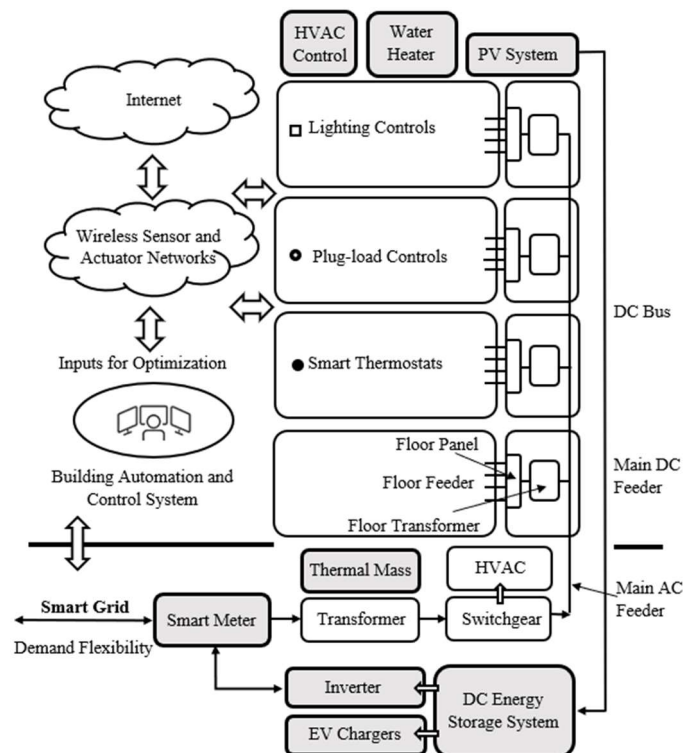 HVAC
Control
Water
Heater
PV System
Internet
Lighting Controls
Wireless Sensor and
Actuator Networks
Plug-load Controls
DC Bus
Inputs for Optimization
Smart Thermostats
Building Automation and
Control System
Floor Panel
Floor Feeder
Floor Transformer
Main DC
Feeder
Thermal Mass
HVAC
Main AC
Feeder
Smart Grid
Demand Flexibility
Smart Meter
Transformer
Switchgear
Inverter
EV Chargers
DC Energy
Storage System